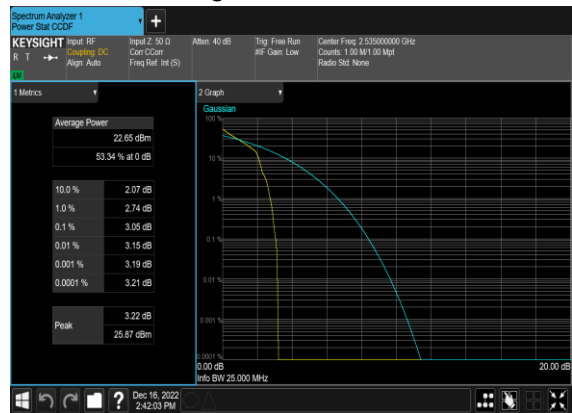 Spectrum Analyzer 1
Power Stat CCDF
+
KEYSIGHT
R T
Input: RF
Coupling: DC
Align: Auto
Input Z: 50 Ω
Corr CCorr
Freq Ref: Int (S)
Atten: 40 dB
Trig: Free Run
#IF Gain: Low
Center Freq: 2.535000000 GHz
Counts: 1.00 M/1.00 Mpt
Radio Std: None
LW
1 Metrics
Average Power
22.65 dBm
53.34 % at 0 dB
10.0 % 2.07 dB
1.0 % 2.74 dB
0.1 % 3.05 dB
0.01 % 3.15 dB
0.001 % 3.19 dB
0.0001 % 3.21 dB
Peak
3.22 dB
25.87 dBm
2 Graph
Gaussian
100 %
10 %
1 %
0.1 %
0.01 %
0.001 %
0.0001 %
0.00 dB
20.00 dB
Info BW 25.000 MHz
?
Dec 16, 2022
2:42:03 PM